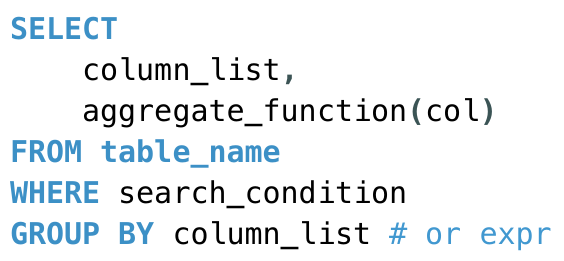 SELECT
    column_list,
    aggregate_function(col)
FROM table_name
WHERE search_condition
GROUP BY column_list # or expr